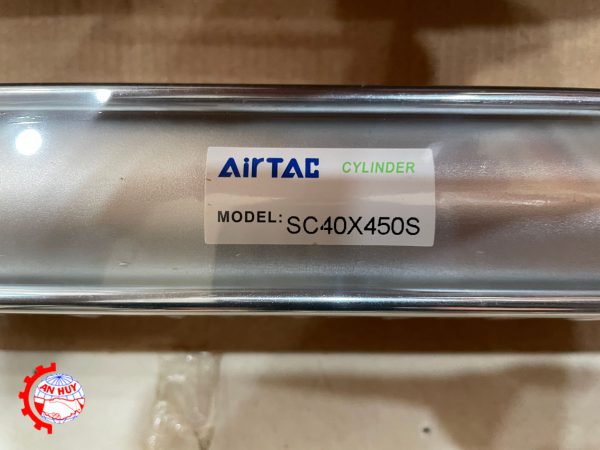 AirTAC CYLINDER
MODEL: SC40X450S
AN HUY